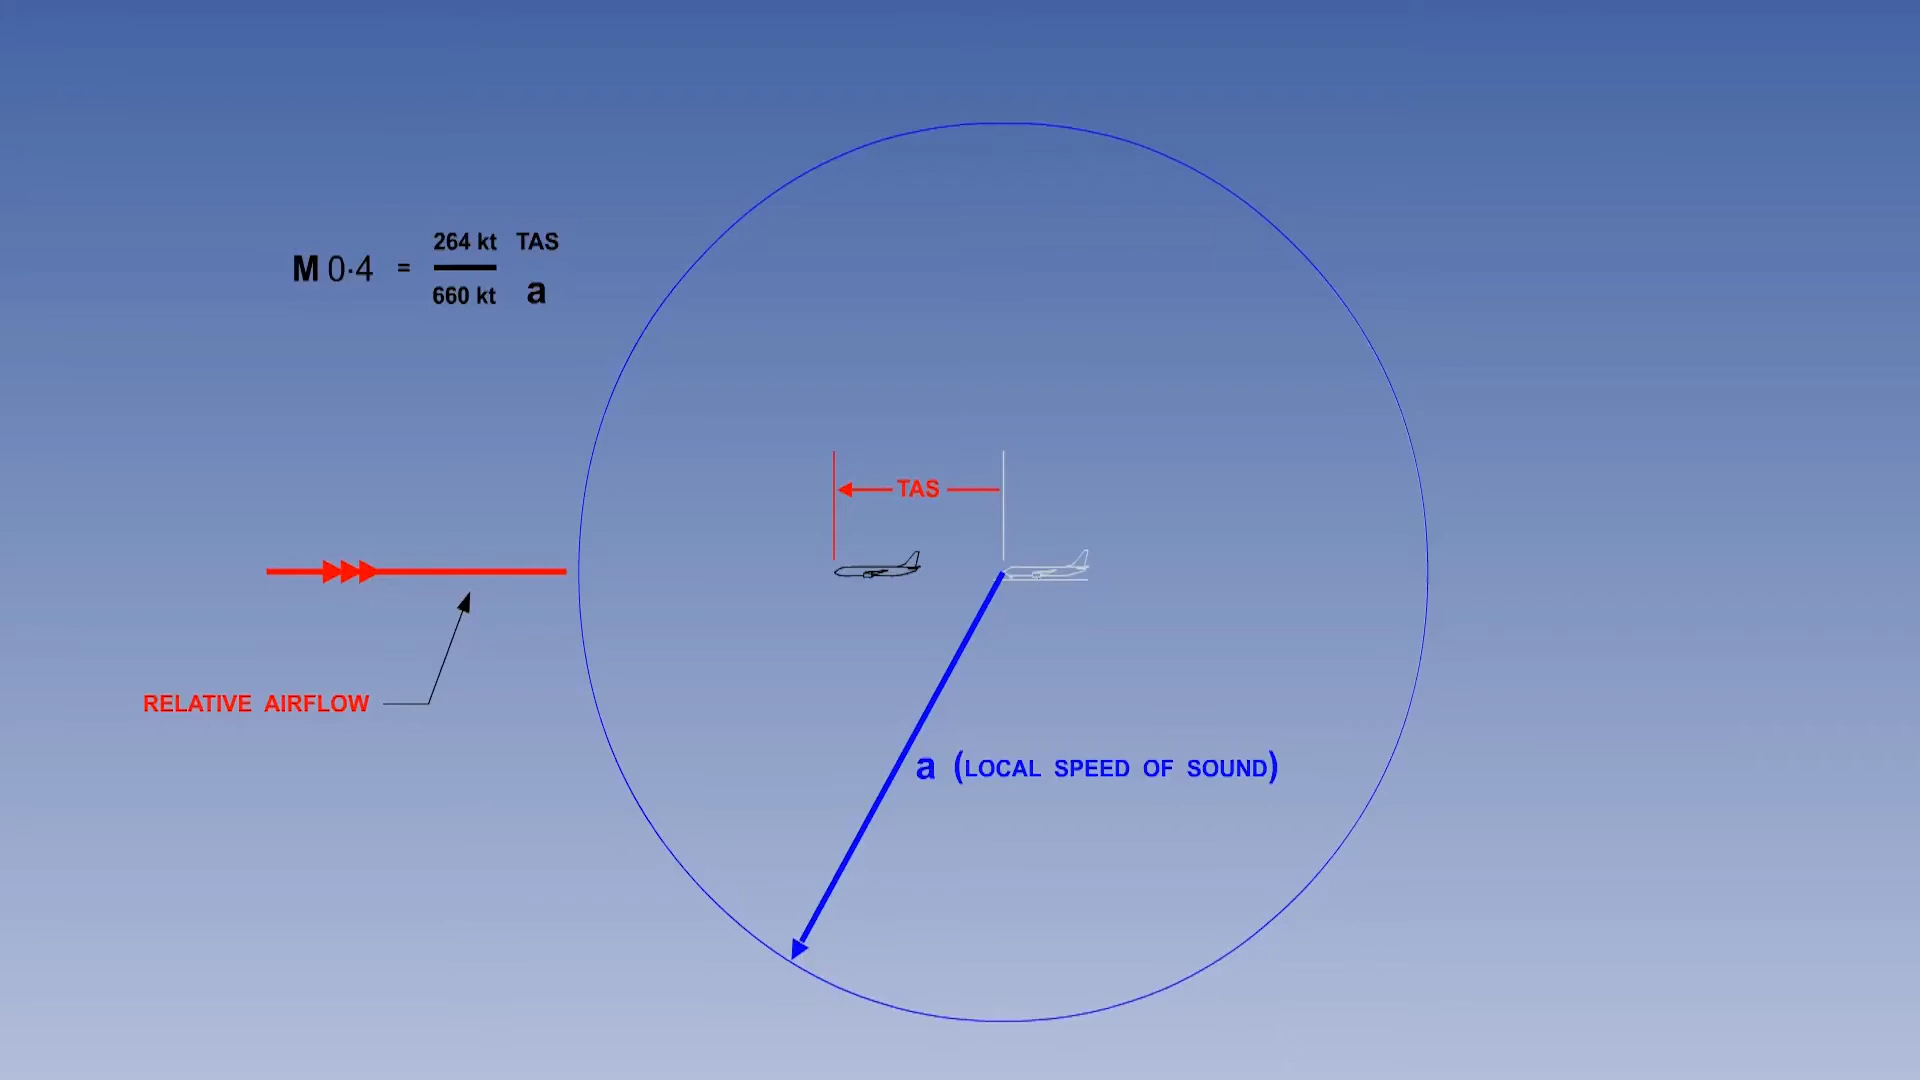 264 kt TAS
M 0·4 =
660 kt a
TAS
RELATIVE AIRFLOW
a (LOCAL SPEED OF SOUND)